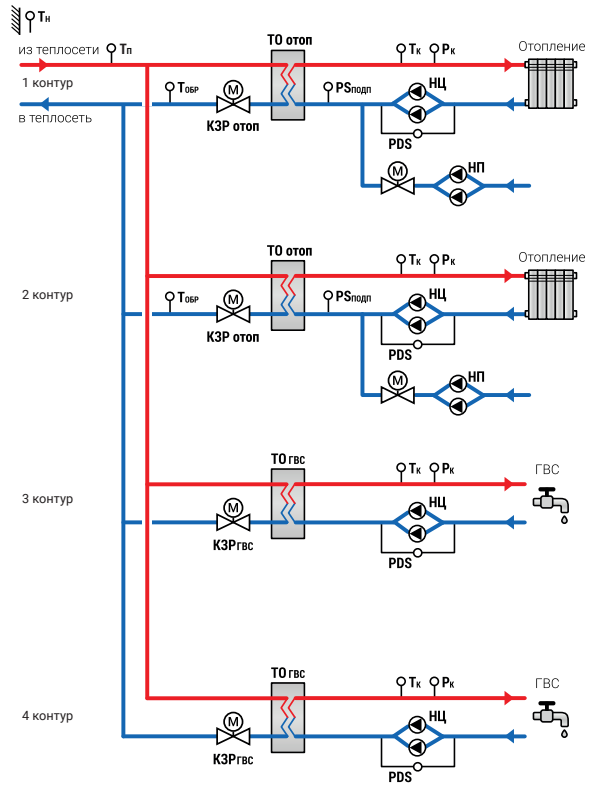 Тн
ТО отоп
из теплосети Тп Тк Рк Отопление
1 контур Тобр М PSподп НЦ
в теплосеть КЗР отоп
PDS
М НП
ТО отоп
Тк Рк Отопление
2 контур Тобр М PSподп НЦ
КЗР отоп
PDS
М НП
ТО гвс
Тк Рк ГВС
3 контур М НЦ
КЗРгвс
PDS
ТО гвс
Тк Рк ГВС
4 контур М НЦ
КЗРгвс
PDS